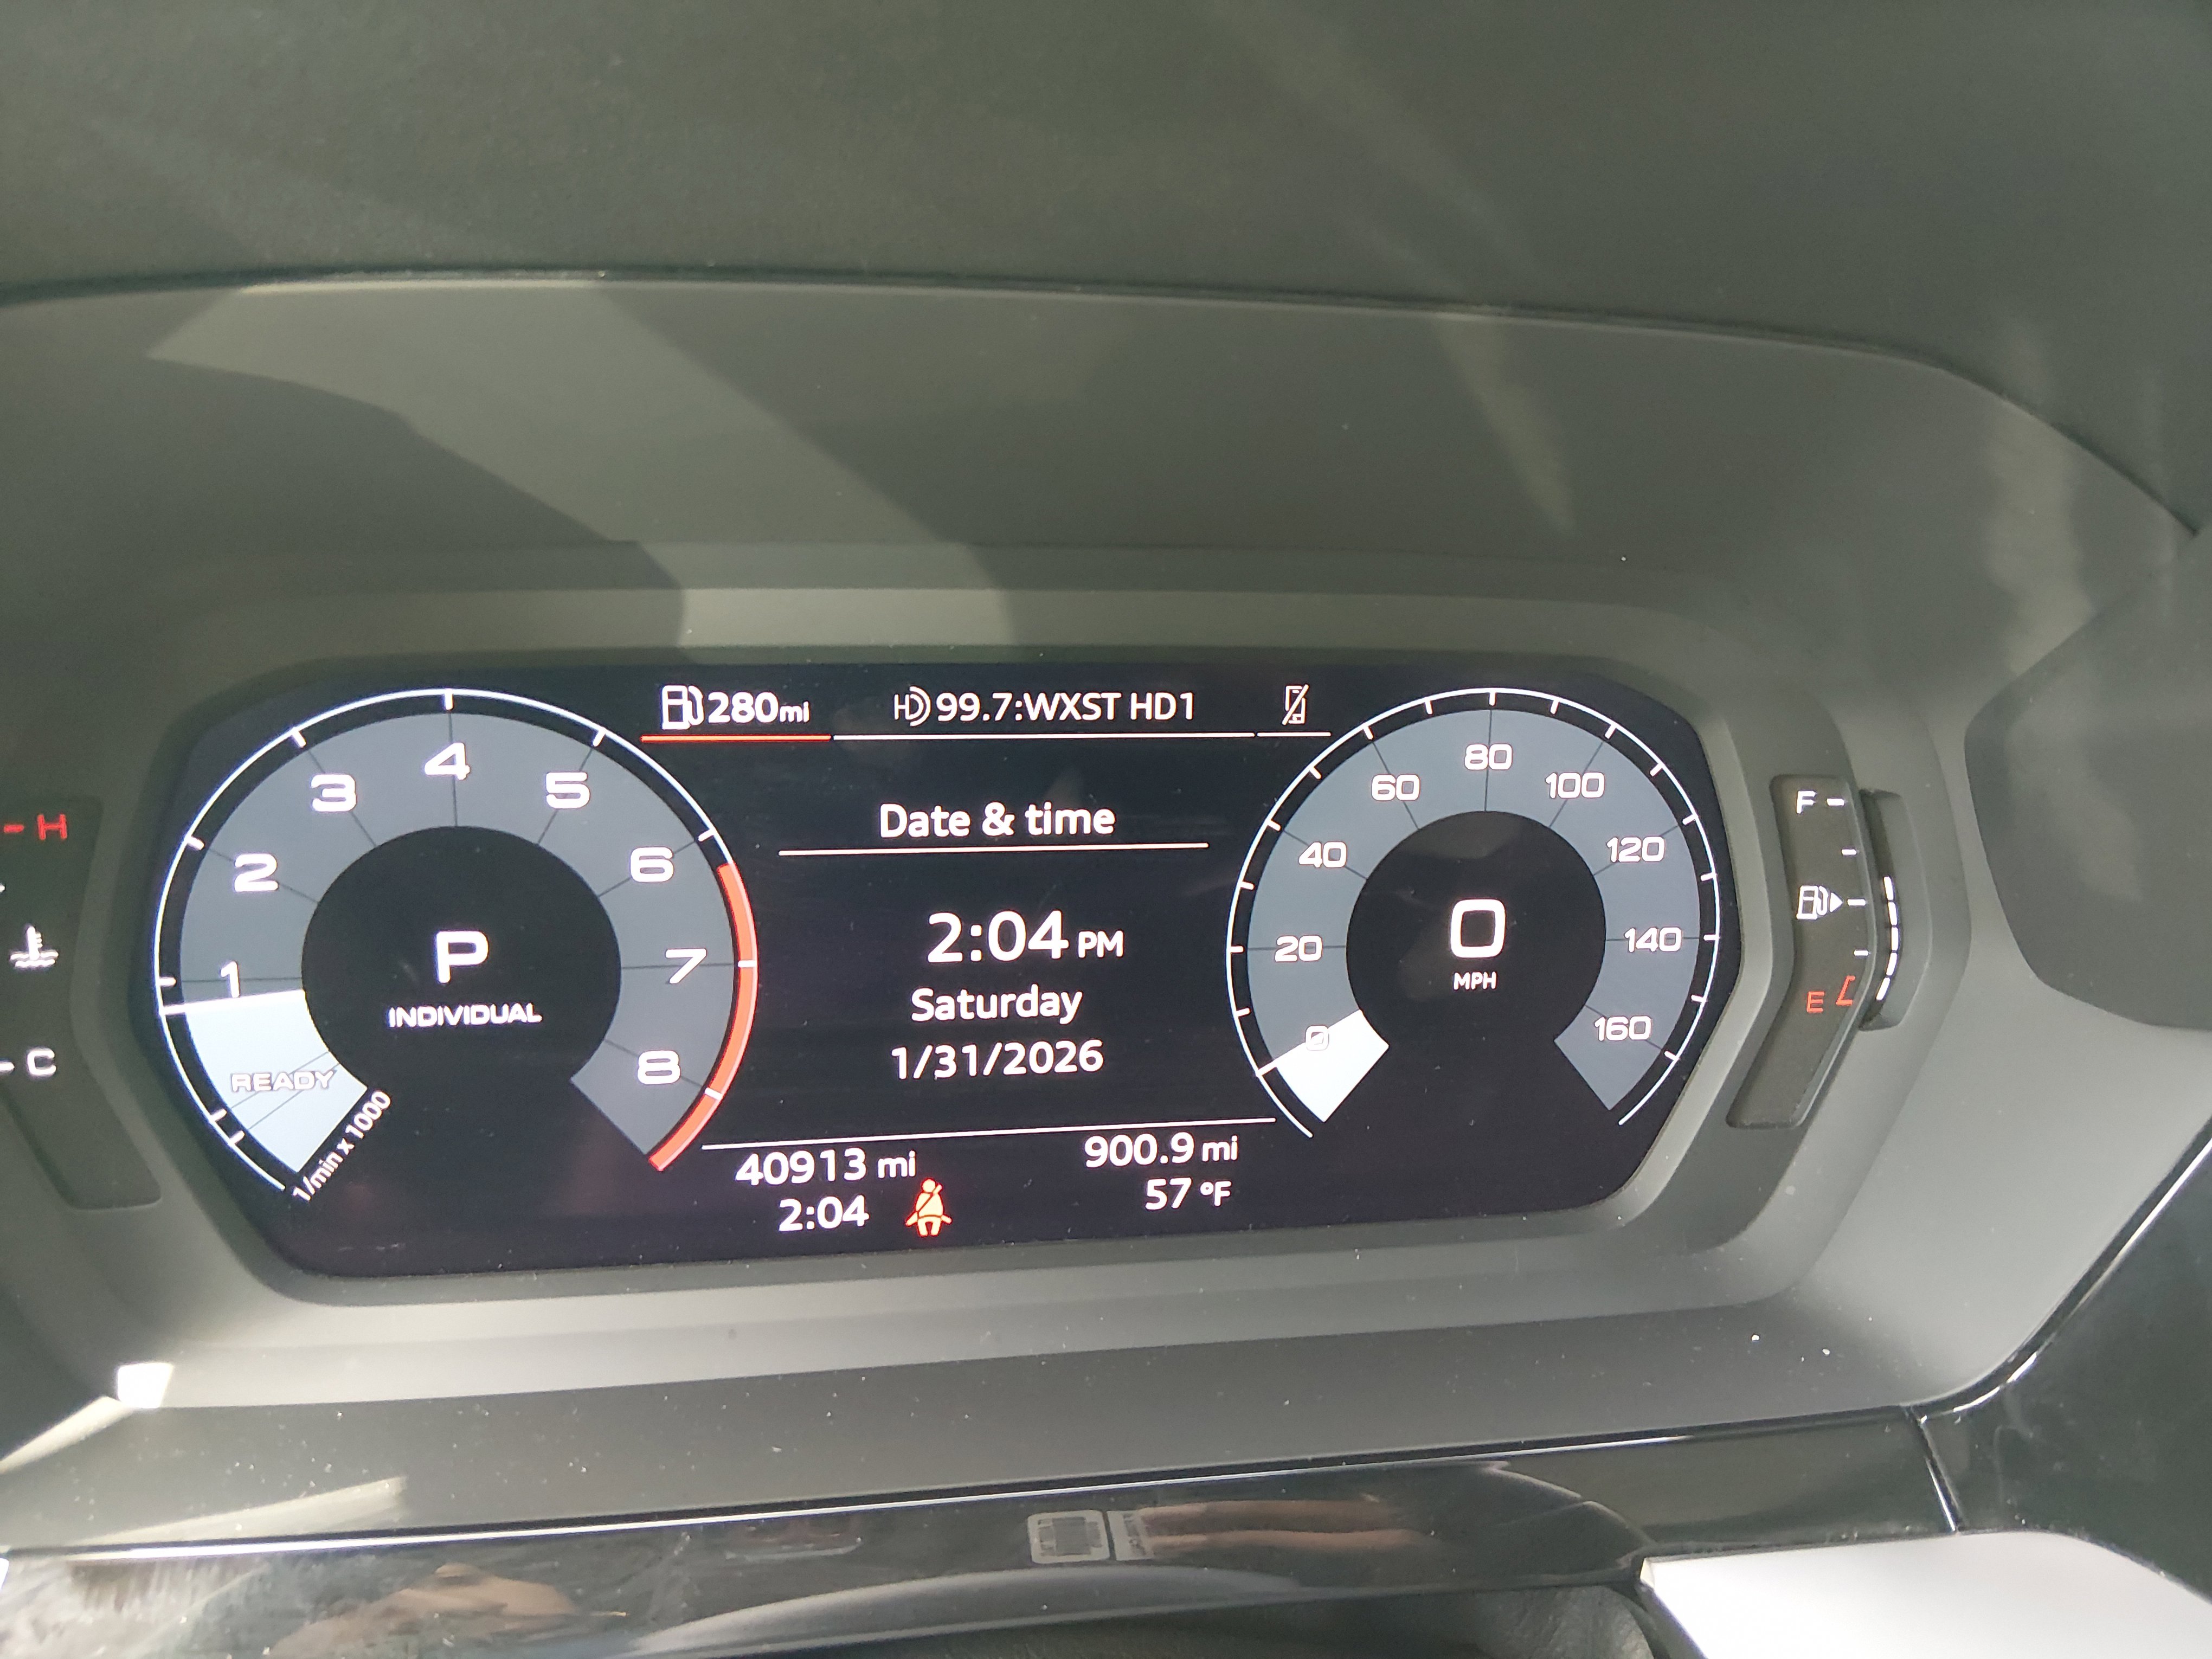 280mi
99.7:WXST HD1
Date & time
2:04 PM
Saturday
1/31/2026
40913 mi
900.9 mi
2:04
57 °F
1
2
3
4
5
6
7
8
P
INDIVIDUAL
READY
1/min x 1000
0
20
40
60
80
100
120
140
160
0
MPH
H
C
F
E